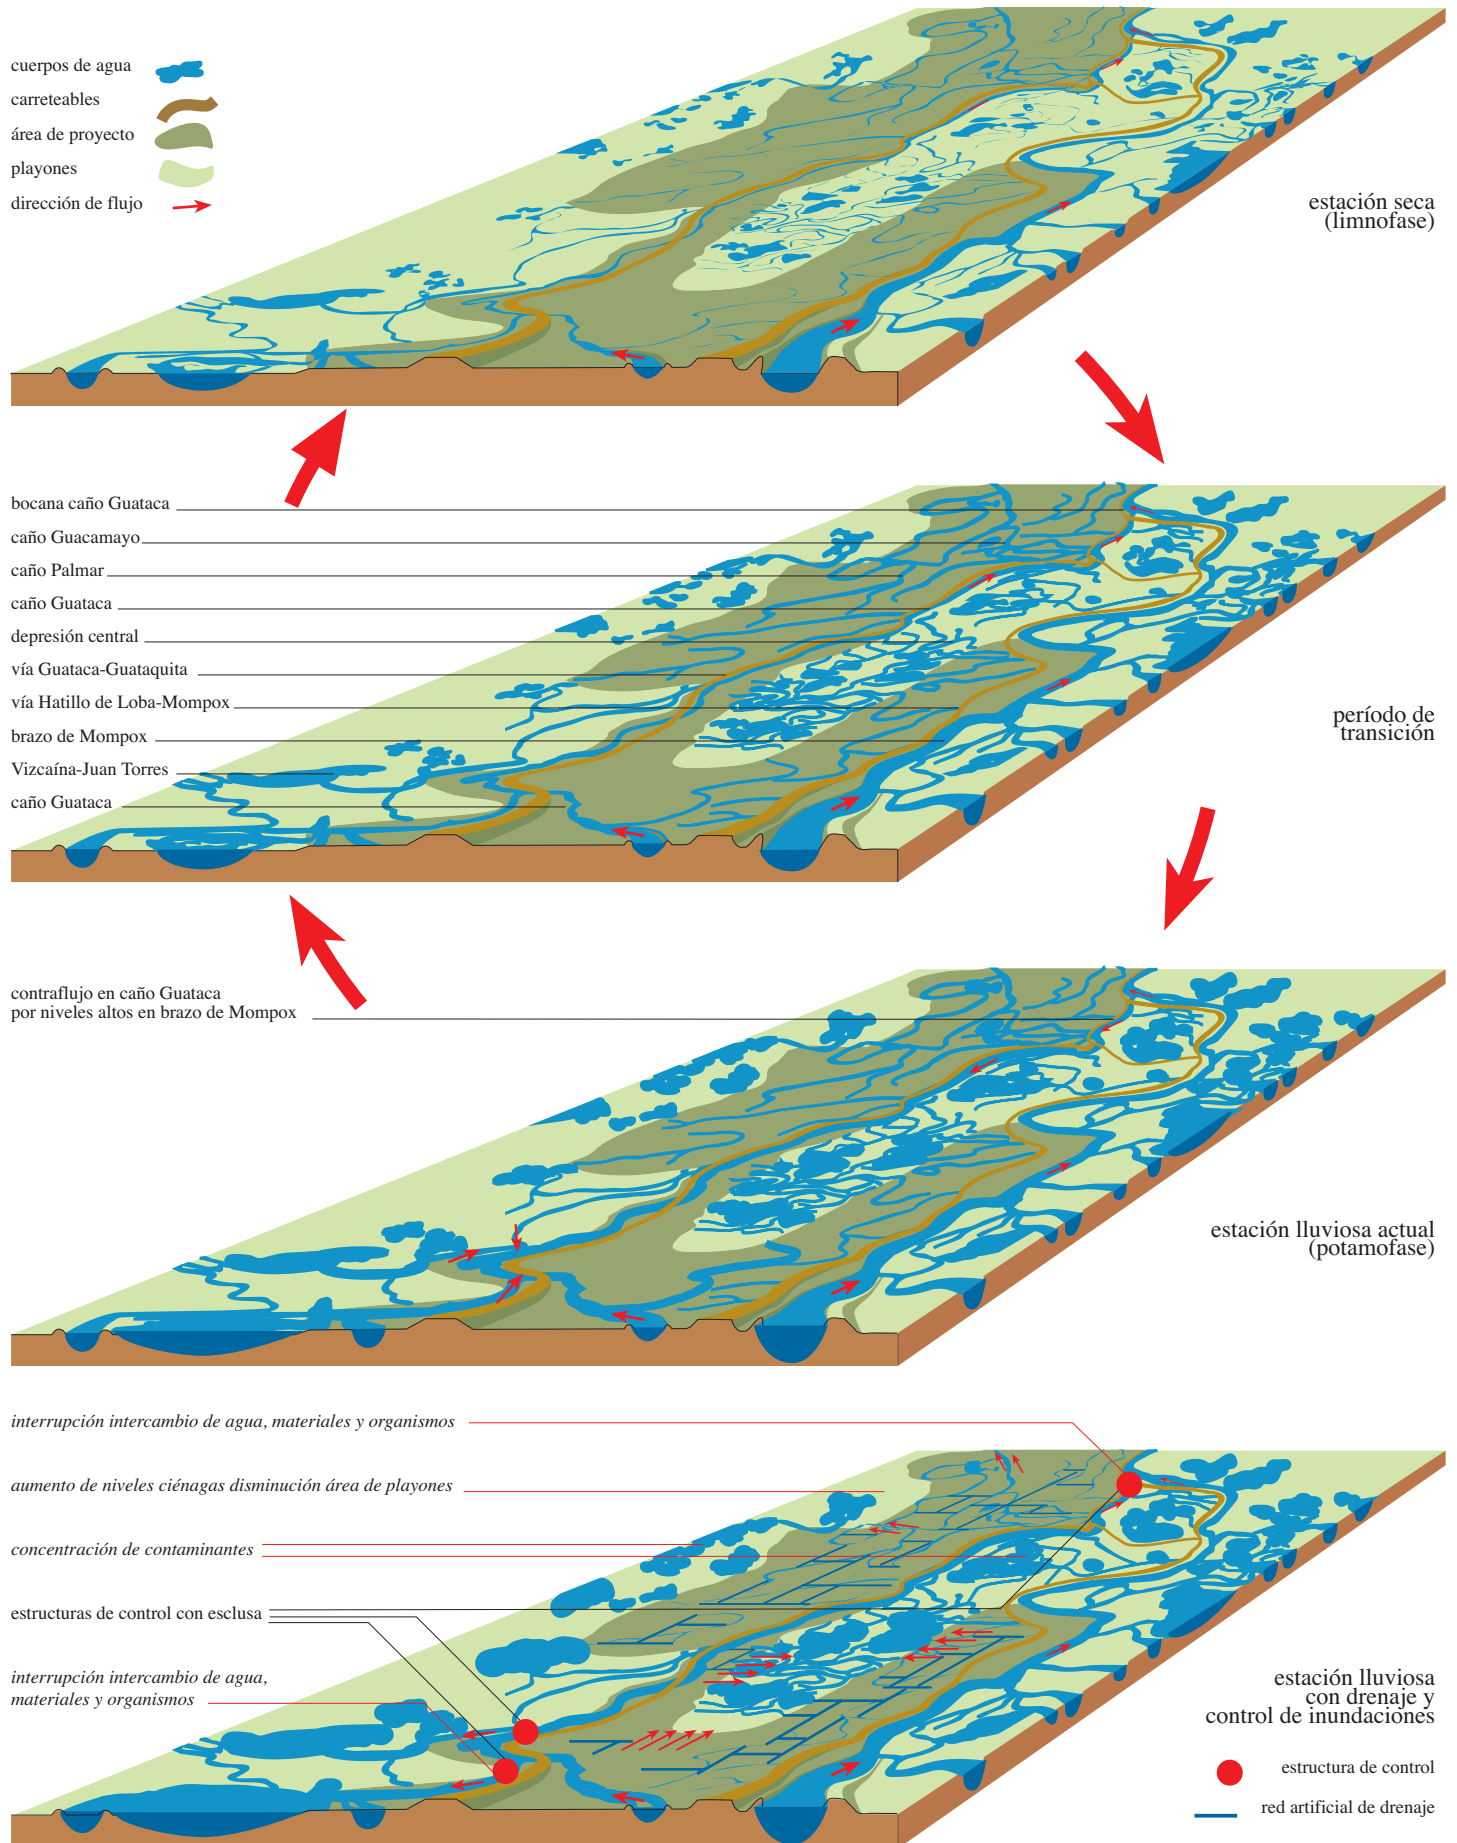 cuerpos de agua
carreteables
área de proyecto
playones
dirección de flujo
estación seca
(limnofase)
bocana caño Guataca
caño Guacamayo
caño Palmar
caño Guataca
depresión central
vía Guataca-Guataquita
vía Hatillo de Loba-Mompox
brazo de Mompox
Vizcaína-Juan Torres
caño Guataca
período de
transición
contraflujo en caño Guataca
por niveles altos en brazo de Mompox
estación lluviosa actual
(potamofase)
interrupción intercambio de agua, materiales y organismos
aumento de niveles ciénagas disminución área de playones
concentración de contaminantes
estructuras de control con esclusa
interrupción intercambio de agua,
materiales y organismos
estación lluviosa
con drenaje y
control de inundaciones
estructura de control
red artificial de drenaje